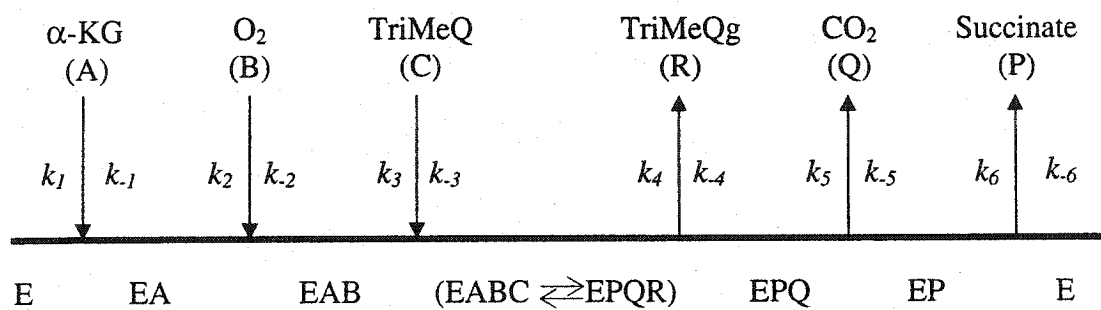 α-KG O₂ TriMeQ TriMeQg CO₂ Succinate
(A) (B) (C) (R) (Q) (P)
k₁ k₋₁ k₂ k₋₂ k₃ k₋₃ k₄ k₋₄ k₅ k₋₅ k₆ k₋₆
E EA EAB (EABC ⇌ EPQR) EPQ EP E